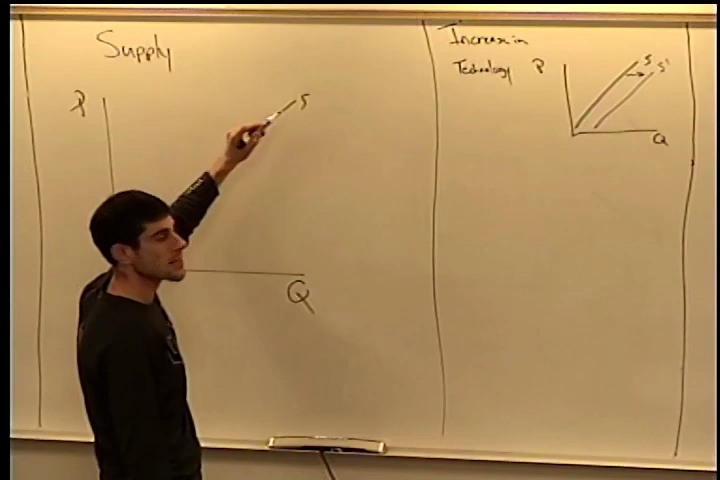 Supply
P
S
Q
Increase in
Technology P
S S'
Q